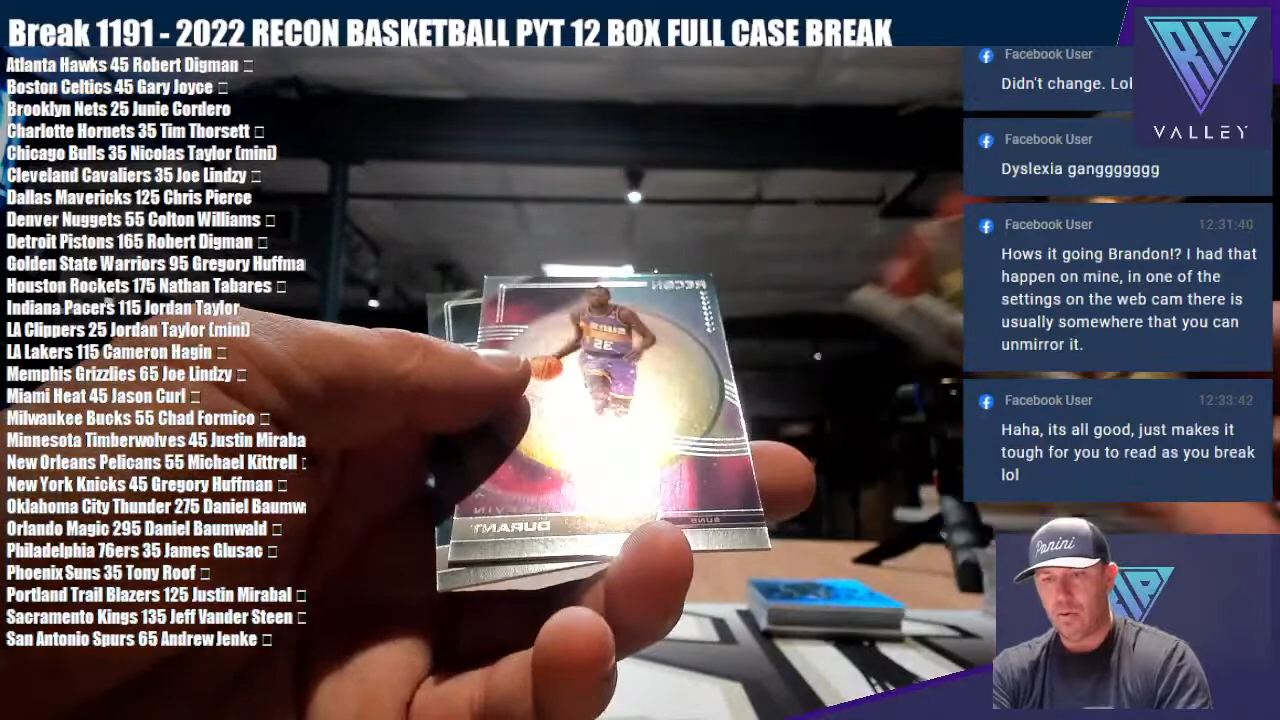 Break 1191 - 2022 RECON BASKETBALL PYT 12 BOX FULL CASE BREAK
Atlanta Hawks 45 Robert Digman
Boston Celtics 45 Gary Joyce
Brooklyn Nets 25 Junie Cordero
Charlotte Hornets 35 Tim Thorsett
Chicago Bulls 35 Nicolas Taylor (mini)
Cleveland Cavaliers 35 Joe Lindzy
Dallas Mavericks 125 Chris Pierce
Denver Nuggets 55 Colton Williams
Detroit Pistons 165 Robert Digman
Golden State Warriors 95 Gregory Huffma
Houston Rockets 175 Nathan Tabares
Indiana Pacers 115 Jordan Taylor
LA Clippers 25 Jordan Taylor (mini)
LA Lakers 115 Cameron Hagin
Memphis Grizzlies 65 Joe Lindzy
Miami Heat 45 Jason Curl
Milwaukee Bucks 55 Chad Formico
Minnesota Timberwolves 45 Justin Miraba
New Orleans Pelicans 55 Michael Kittrell
New York Knicks 45 Gregory Huffman
Oklahoma City Thunder 275 Daniel Baumw
Orlando Magic 295 Daniel Baumwald
Philadelphia 76ers 35 James Glusac
Phoenix Suns 35 Tony Roof
Portland Trail Blazers 125 Justin Mirabal
Sacramento Kings 135 Jeff Vander Steen
San Antonio Spurs 65 Andrew Jenke
RECON
SUNS
35
DURANT
SUNS
Facebook User
Didn't change. Lol
RIP
VALLEY
Facebook User
Dyslexia ganggggggg
Facebook User 12:31:40
Hows it going Brandon!? I had that
happen on mine, in one of the
settings on the web cam there is
usually somewhere that you can
unmirror it.
Facebook User 12:33:42
Haha, its all good, just makes it
tough for you to read as you break
lol
Panini
RIP